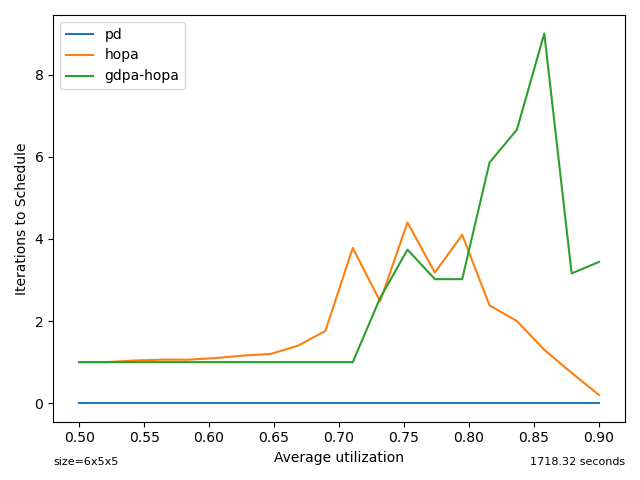 pd
hopa
gdpa-hopa
Iterations to Schedule
8
6
4
2
0
0.50 0.55 0.60 0.65 0.70 0.75 0.80 0.85 0.90
Average utilization
size=6x5x5
1718.32 seconds